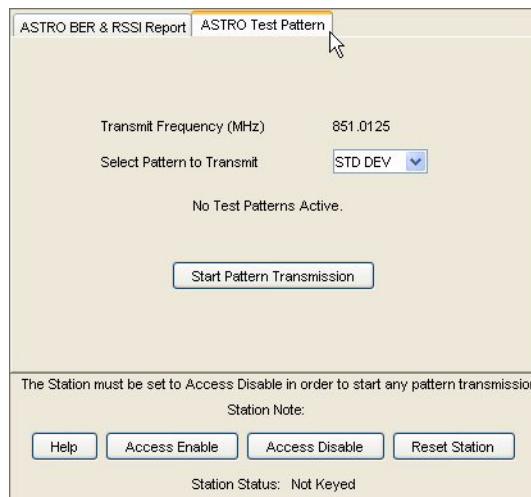 ASTRO BER & RSSI Report ASTRO Test Pattern
Transmit Frequency (MHz) 851.0125
Select Pattern to Transmit STD DEV
No Test Patterns Active.
Start Pattern Transmission
The Station must be set to Access Disable in order to start any pattern transmissio
Station Note:
Help Access Enable Access Disable Reset Station
Station Status: Not Keyed